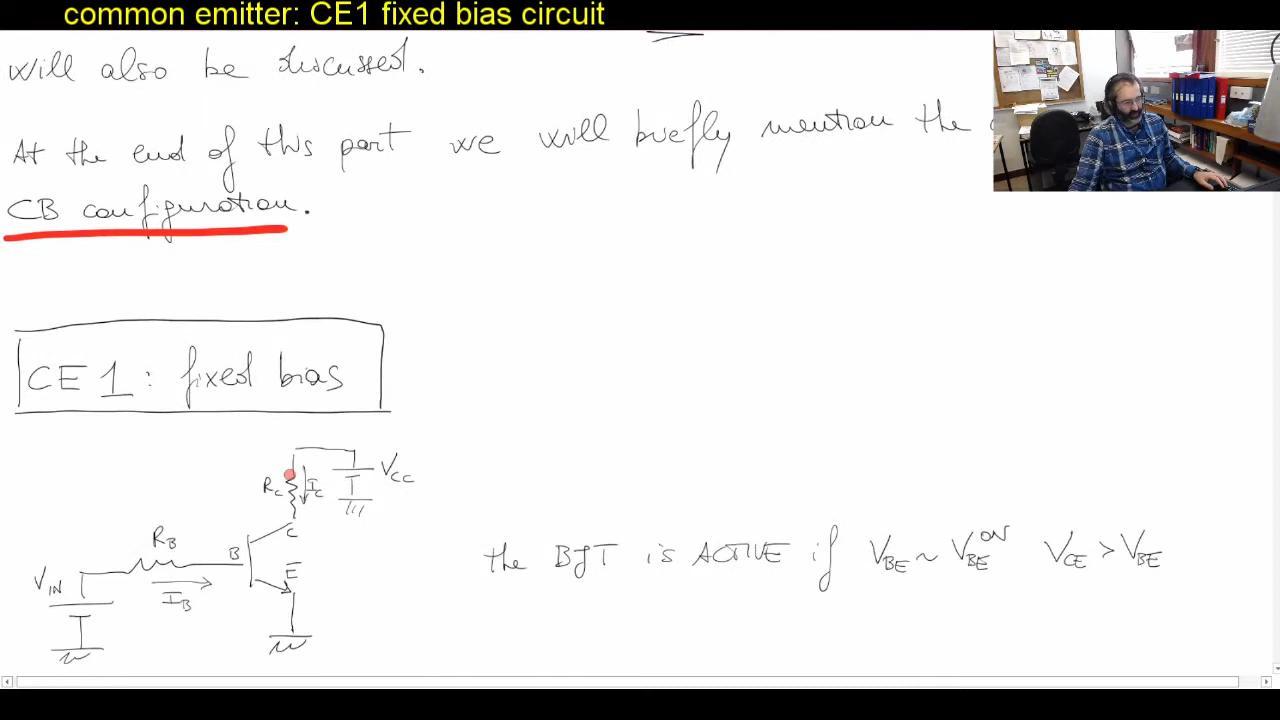 common emitter: CE1 fixed bias circuit
will also be discussed.
At the end of this part we will briefly mention the
CB configuration.
CE 1 : fixed bias
VCC
RC IC
C
RB
B
E
VIN
IB
the BJT is ACTIVE if VBE ~ VBE ON VCE > VBE